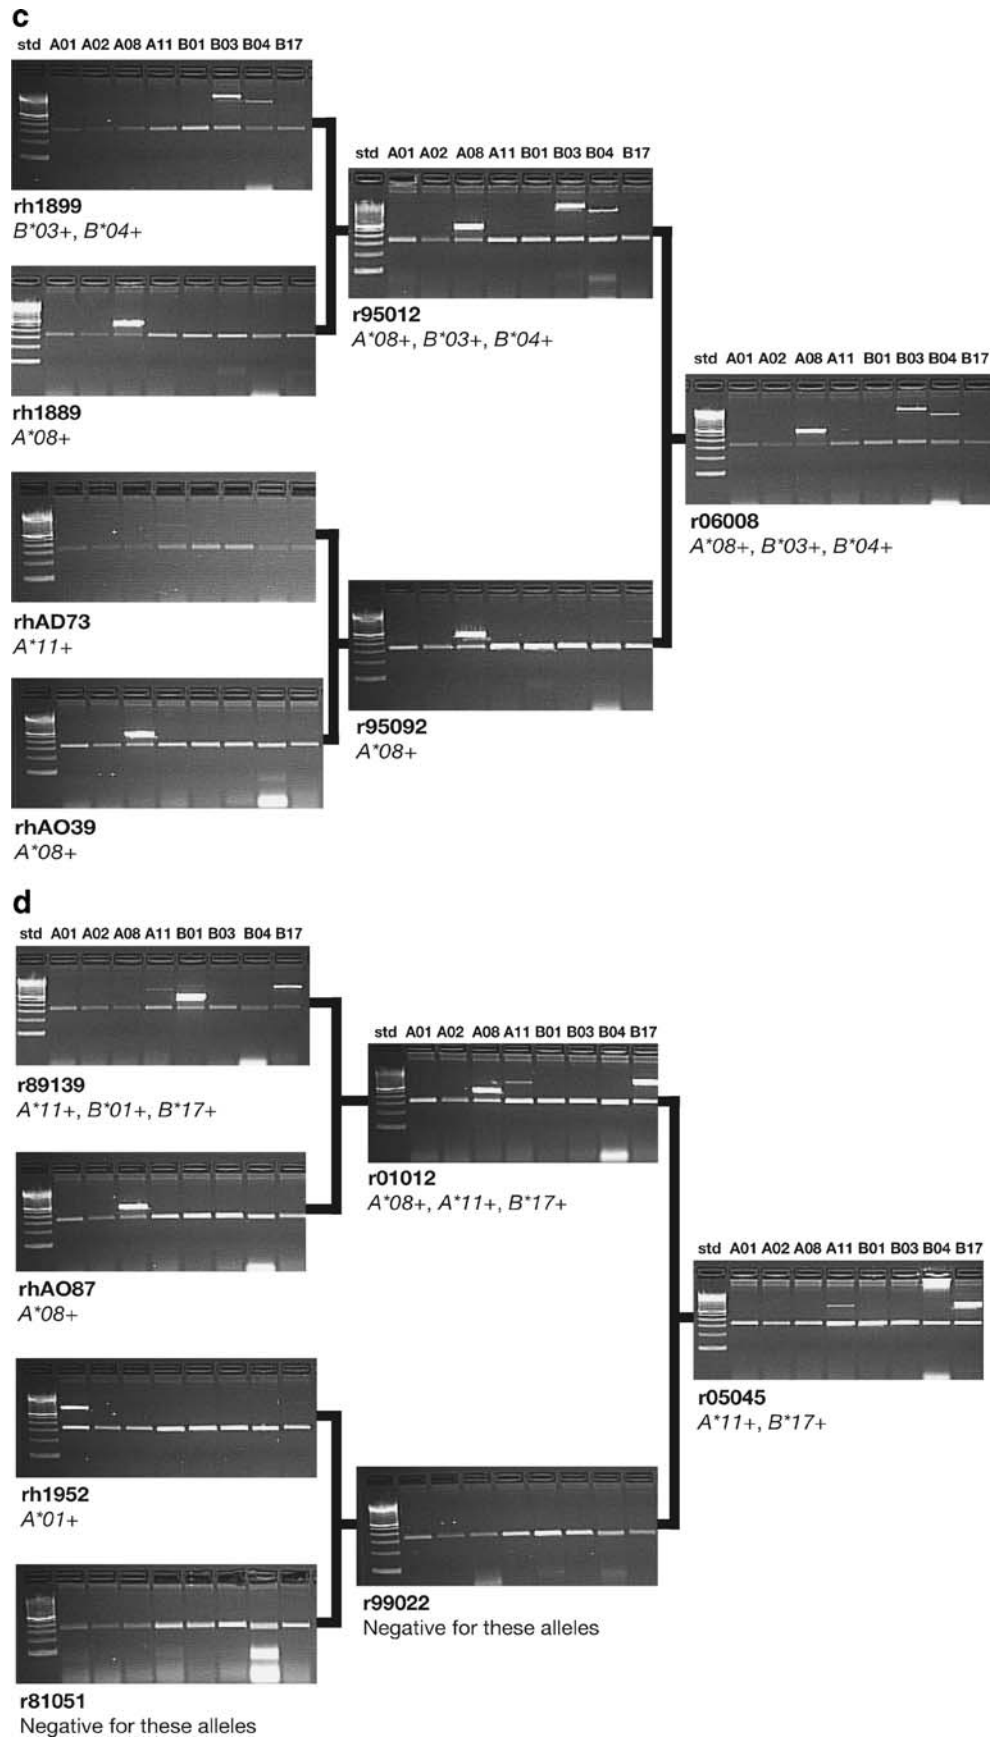 c
std A01 A02 A08 A11 B01 B03 B04 B17
rh1899
B*03+, B*04+
rh1889
A*08+
std A01 A02 A08 A11 B01 B03 B04 B17
r95012
A*08+, B*03+, B*04+
rhAD73
A*11+
rhAO39
A*08+
r95092
A*08+
std A01 A02 A08 A11 B01 B03 B04 B17
r06008
A*08+, B*03+, B*04+
d
std A01 A02 A08 A11 B01 B03 B04 B17
r89139
A*11+, B*01+, B*17+
rhAO87
A*08+
std A01 A02 A08 A11 B01 B03 B04 B17
r01012
A*08+, A*11+, B*17+
rh1952
A*01+
r81051
Negative for these alleles
r99022
Negative for these alleles
std A01 A02 A08 A11 B01 B03 B04 B17
r05045
A*11+, B*17+